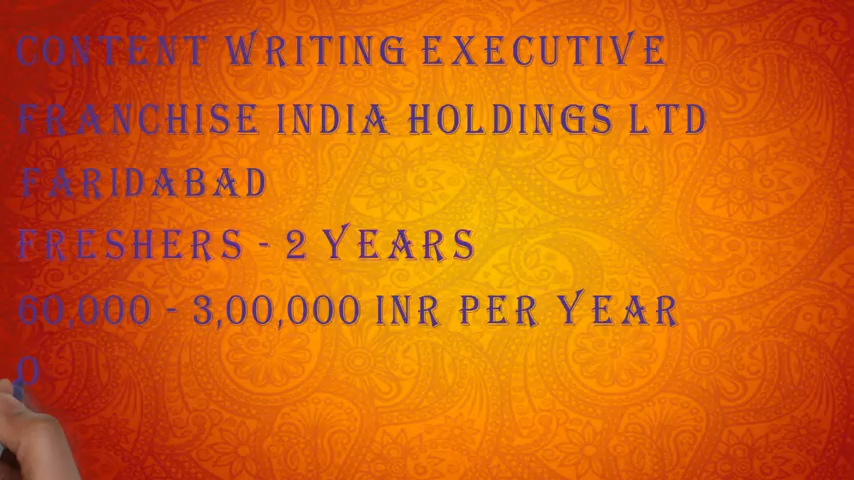 CONTENT WRITING EXECUTIVE
FRANCHISE INDIA HOLDINGS LTD
FARIDABAD
FRESHERS - 2 YEARS
60,000 - 3,00,000 INR PER YEAR
O